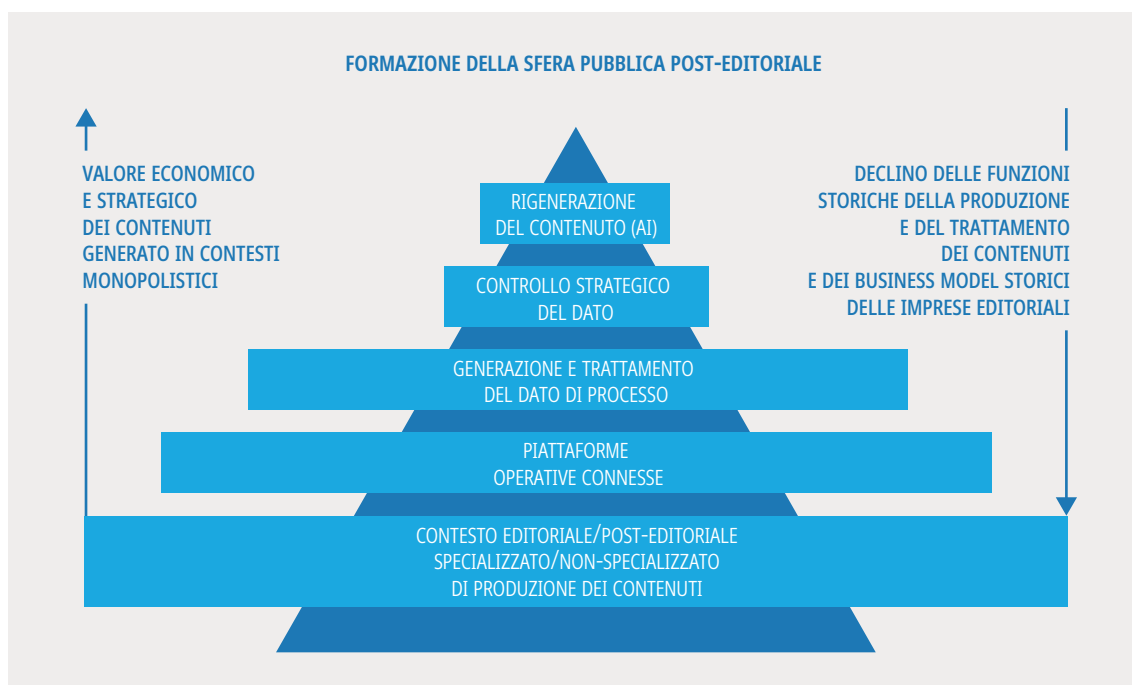 FORMAZIONE DELLA SFERA PUBBLICA POST-EDITORIALE
VALORE ECONOMICO
E STRATEGICO
DEI CONTENUTI
GENERATO IN CONTESTI
MONOPOLISTICI
DECLINO DELLE FUNZIONI
STORICHE DELLA PRODUZIONE
E DEL TRATTAMENTO
DEI CONTENUTI
E DEI BUSINESS MODEL STORICI
DELLE IMPRESE EDITORIALI
RIGENERAZIONE
DEL CONTENUTO (AI)
CONTROLLO STRATEGICO
DEL DATO
GENERAZIONE E TRATTAMENTO
DEL DATO DI PROCESSO
PIATTAFORME
OPERATIVE CONNESSE
CONTESTO EDITORIALE/POST-EDITORIALE
SPECIALIZZATO/NON-SPECIALIZZATO
DI PRODUZIONE DEI CONTENUTI